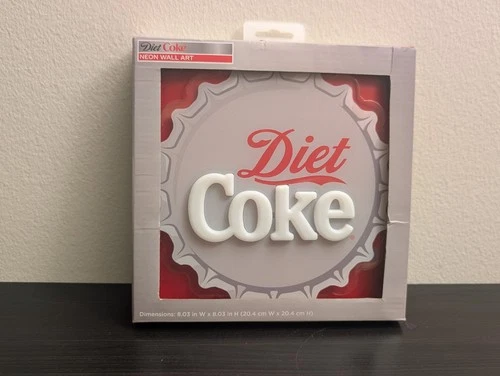 Diet Coke
NEON WALL ART
Diet
Coke
Dimensions: 8.03 in W x 8.03 in H (20.4 cm W x 20.4 cm H)